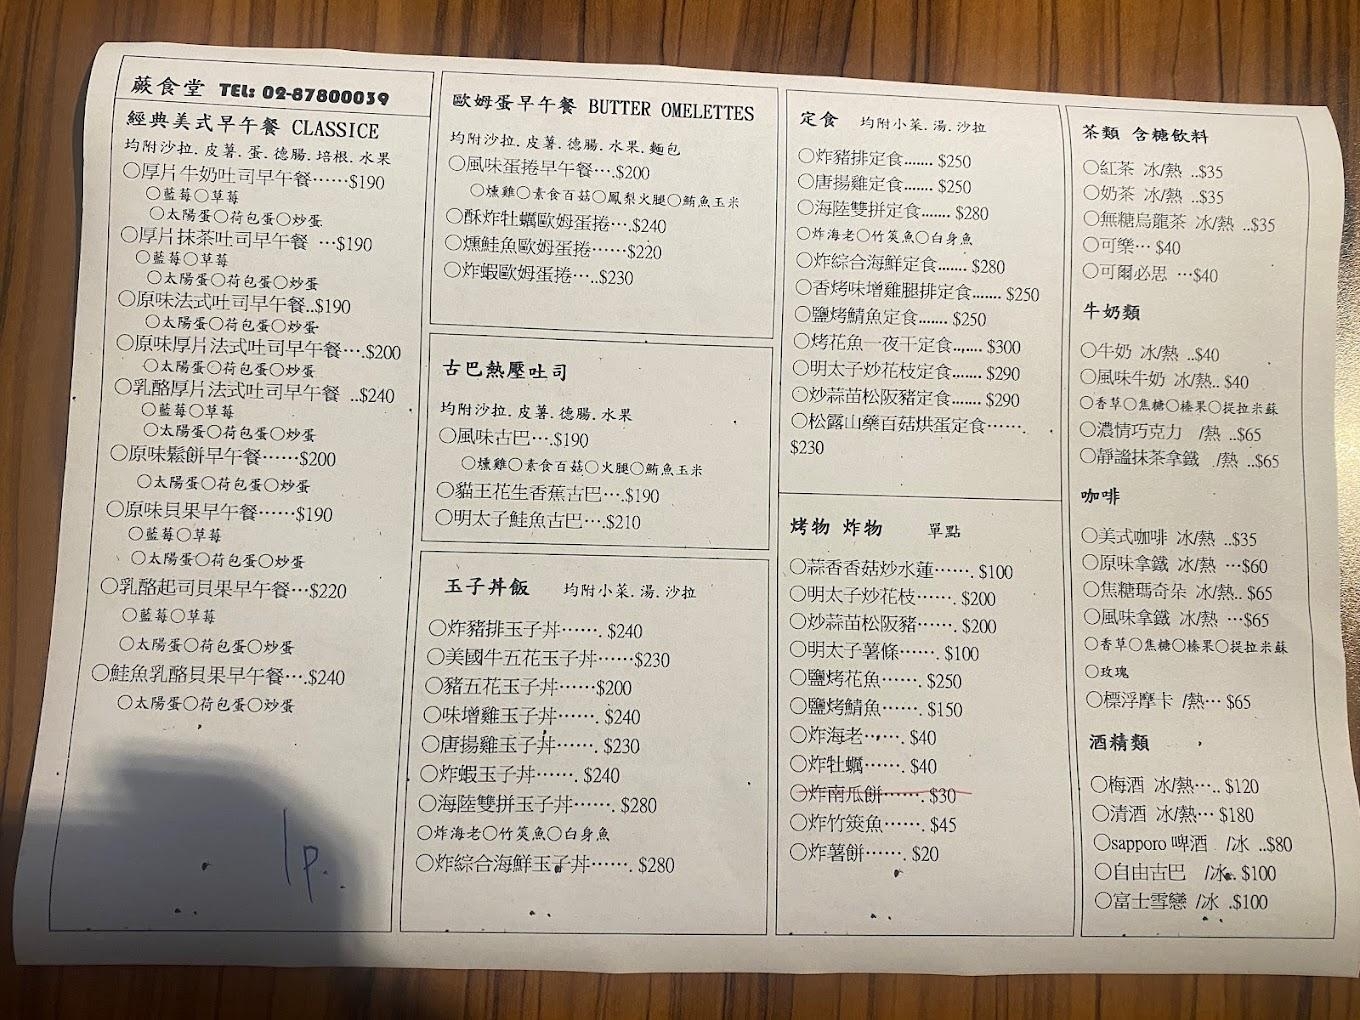 蕨食堂 TEL: 02-87800039
經典美式早午餐 CLASSICE
均附沙拉.皮薯.蛋.德腸.培根.水果
○厚片牛奶吐司早午餐……$190
○藍莓○草莓
○太陽蛋○荷包蛋○炒蛋
○厚片抹茶吐司早午餐 …$190
○藍莓○草莓
○太陽蛋○荷包蛋○炒蛋
○原味法式吐司早午餐..$190
○太陽蛋○荷包蛋○炒蛋
○原味厚片法式吐司早午餐….$200
○太陽蛋○荷包蛋○炒蛋
○乳酪厚片法式吐司早午餐 ..$240
○藍莓○草莓
○太陽蛋○荷包蛋○炒蛋
○原味鬆餅早午餐……$200
○太陽蛋○荷包蛋○炒蛋
○原味貝果早午餐……$190
○藍莓○草莓
○太陽蛋○荷包蛋○炒蛋
○乳酪起司貝果早午餐…$220
○藍莓○草莓
○太陽蛋○荷包蛋○炒蛋
○鮭魚乳酪貝果早午餐….$240
○太陽蛋○荷包蛋○炒蛋
1p.
歐姆蛋早午餐 BUTTER OMELETTES
均附沙拉.皮薯.德腸.水果.麵包
○風味蛋捲早午餐…..$200
○燻雞○素食百菇○鳳梨火腿○鮪魚玉米
○酥炸牡蠣歐姆蛋捲….$240
○燻鮭魚歐姆蛋捲……$220
○炸蝦歐姆蛋捲…..$230
古巴熱壓吐司
均附沙拉.皮薯.德腸.水果
○風味古巴….$190
○燻雞○素食百菇○火腿○鮪魚玉米
○貓王花生香蕉古巴….$190
○明太子鮭魚古巴….$210
玉子丼飯 均附小菜.湯.沙拉
○炸豬排玉子丼……. $240
○美國牛五花玉子丼……$230
○豬五花玉子丼……$200
○味增雞玉子丼……. $240
○唐揚雞玉子丼……. $230
○炸蝦玉子丼……. $240
○海陸雙拼玉子丼……. $280
○炸海老○竹筴魚○白身魚
○炸綜合海鮮玉子丼……. $280
定食 均附小菜.湯.沙拉
○炸豬排定食....... $250
○唐揚雞定食....... $250
○海陸雙拼定食....... $280
○炸海老○竹筴魚○白身魚
○炸綜合海鮮定食....... $280
○香烤味增雞腿排定食....... $250
○鹽烤鯖魚定食....... $250
○烤花魚一夜干定食....... $300
○明太子炒花枝定食....... $290
○炒蒜苗松阪豬定食....... $290
○松露山藥百菇烘蛋定食…….
$230
烤物 炸物 單點
○蒜香香菇炒水蓮……. $100
○明太子炒花枝……. $200
○炒蒜苗松阪豬……. $200
○明太子薯條……. $100
○鹽烤花魚……. $250
○鹽烤鯖魚……. $150
○炸海老……. $40
○炸牡蠣……. $40
○炸南瓜餅……. $30
○炸竹筴魚……. $45
○炸薯餅……. $20
茶類 含糖飲料
○紅茶 冰/熱 ..$35
○奶茶 冰/熱 ..$35
○無糖烏龍茶 冰/熱 ..$35
○可樂… $40
○可爾必思 …$40
牛奶類
○牛奶 冰/熱 ..$40
○風味牛奶 冰/熱.. $40
○香草○焦糖○榛果○提拉米蘇
○濃情巧克力 /熱 ..$65
○靜謐抹茶拿鐵 /熱 ..$65
咖啡
○美式咖啡 冰/熱 ..$35
○原味拿鐵 冰/熱 …$60
○焦糖瑪奇朵 冰/熱.. $65
○風味拿鐵 冰/熱 …$65
○香草○焦糖○榛果○提拉米蘇
○玫瑰
○標浮摩卡 /熱… $65
酒精類
○梅酒 冰/熱….. $120
○清酒 冰/熱… $180
○sapporo 啤酒 /冰 ..$80
○自由古巴 /冰.. $100
○富士雪戀 /冰 ..$100